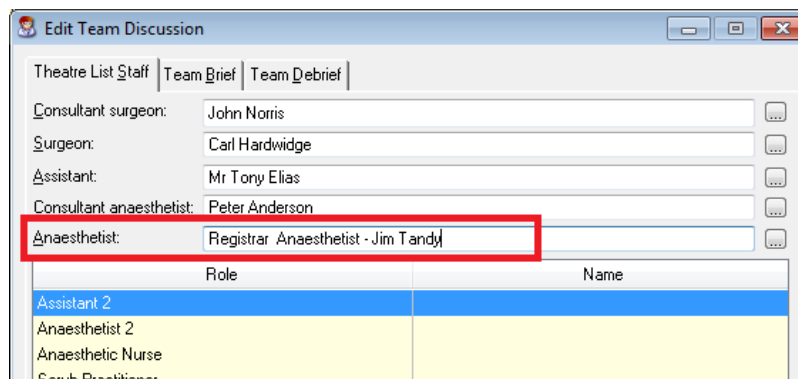 Edit Team Discussion
Theatre List Staff Team Brief Team Debrief
Consultant surgeon: John Norris ...
Surgeon: Carl Hardwidge ...
Assistant: Mr Tony Elias ...
Consultant anaesthetist: Peter Anderson ...
Anaesthetist: Registrar Anaesthetist - Jim Tandy ...
Role Name
Assistant 2
Anaesthetist 2
Anaesthetic Nurse
Scrub Practitioner